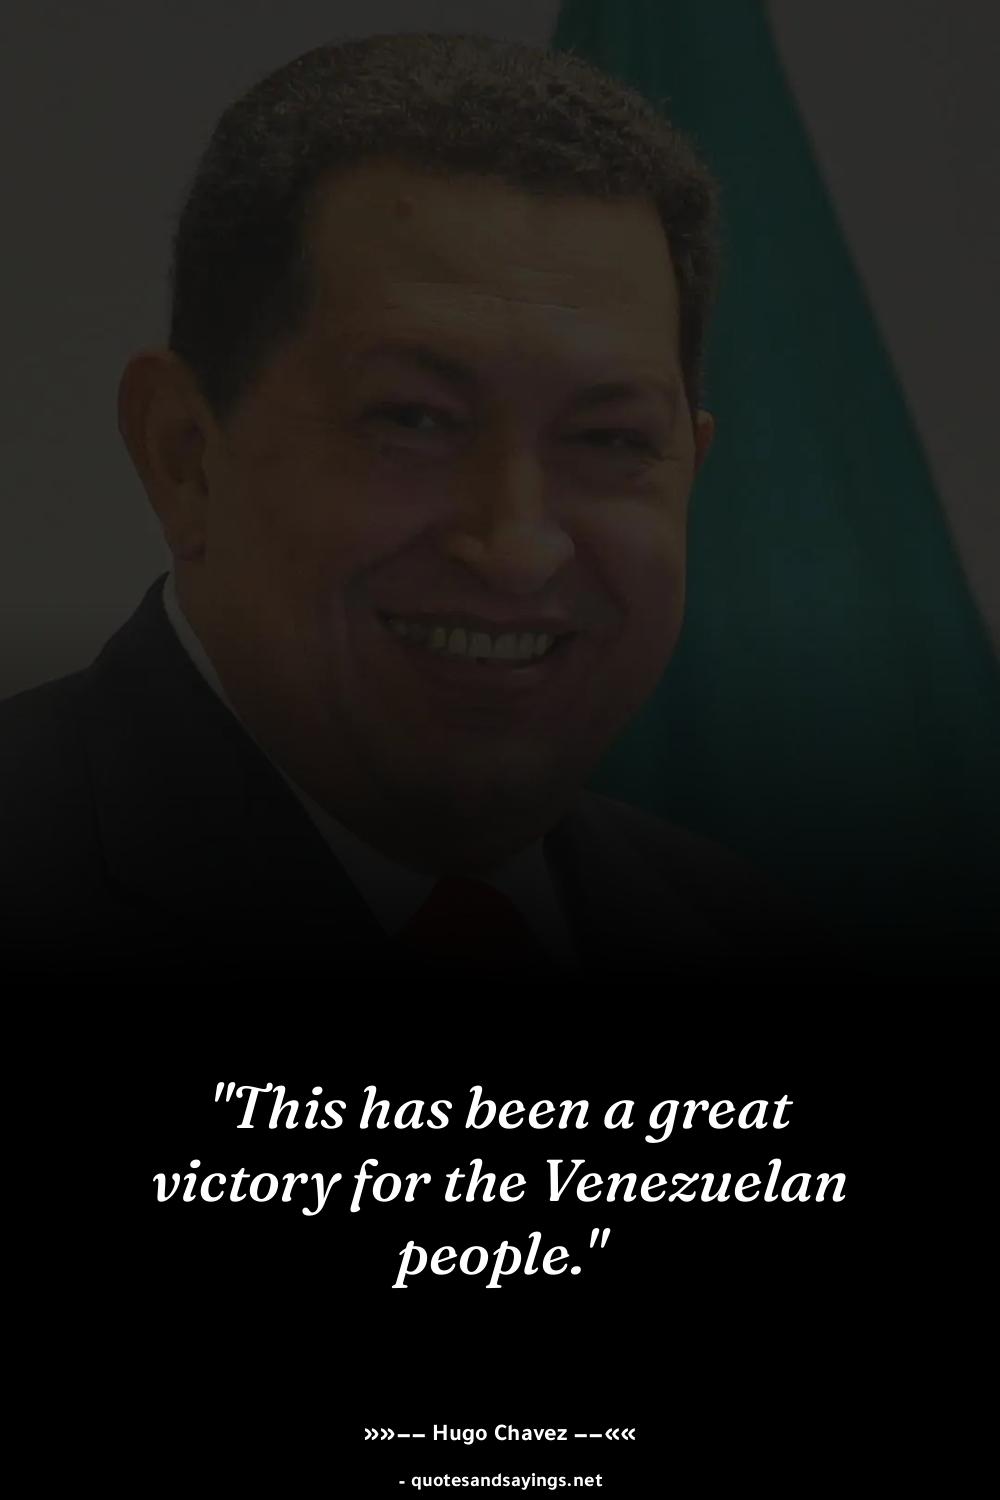 "This has been a great
victory for the Venezuelan
people."
»»−− Hugo Chavez −−««
- quotesandsayings.net